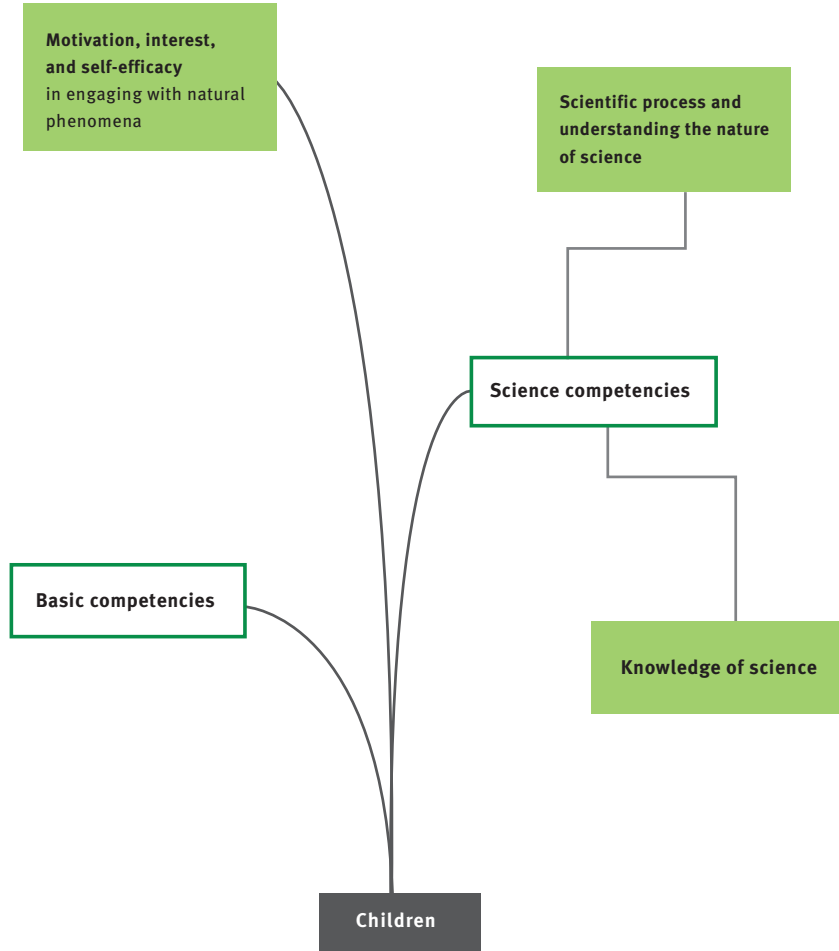 Motivation, interest,
and self-efficacy
in engaging with natural
phenomena
Scientific process and
understanding the nature
of science
Science competencies
Basic competencies
Knowledge of science
Children